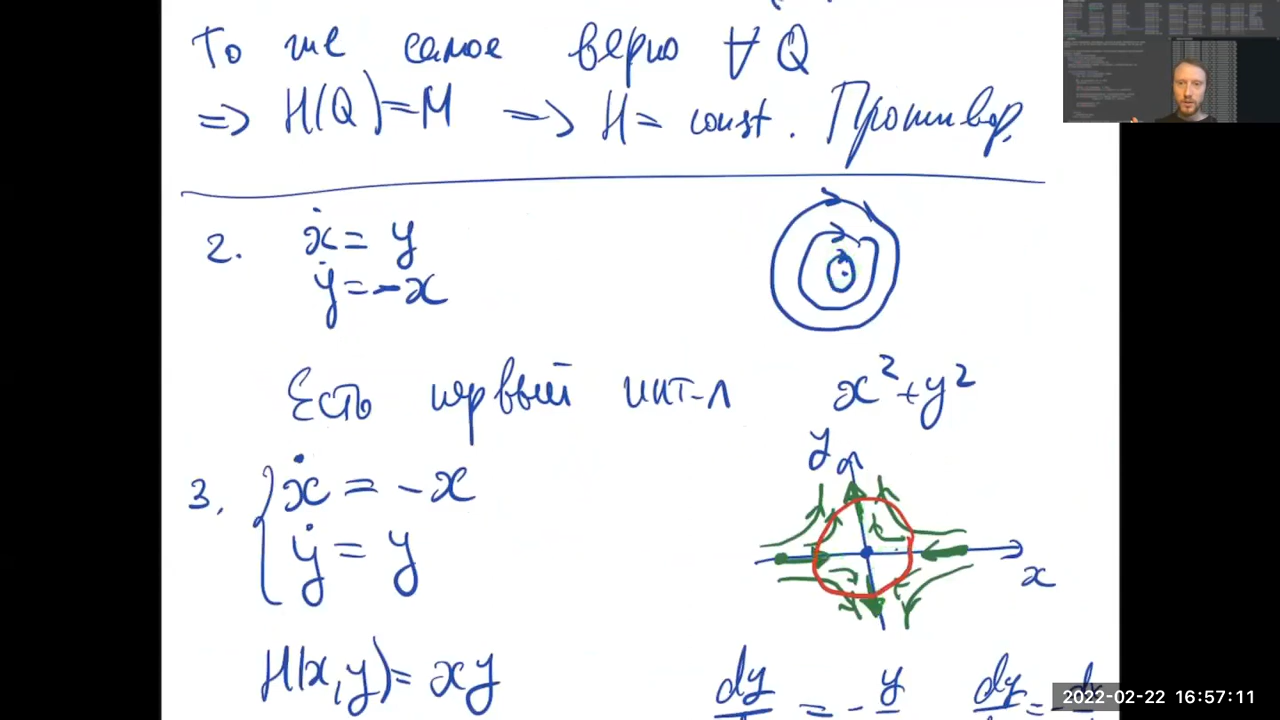 То же самое верно ∀ Q
=> H(Q)=M => H = const. Противор.
2. ẋ = y
ẏ = -x
Есть первый инт-л x² + y²
y
3. { ẋ = -x
ẏ = y
x
H(x,y) = xy
dy = - y dy =
2022-02-22 16:57:11